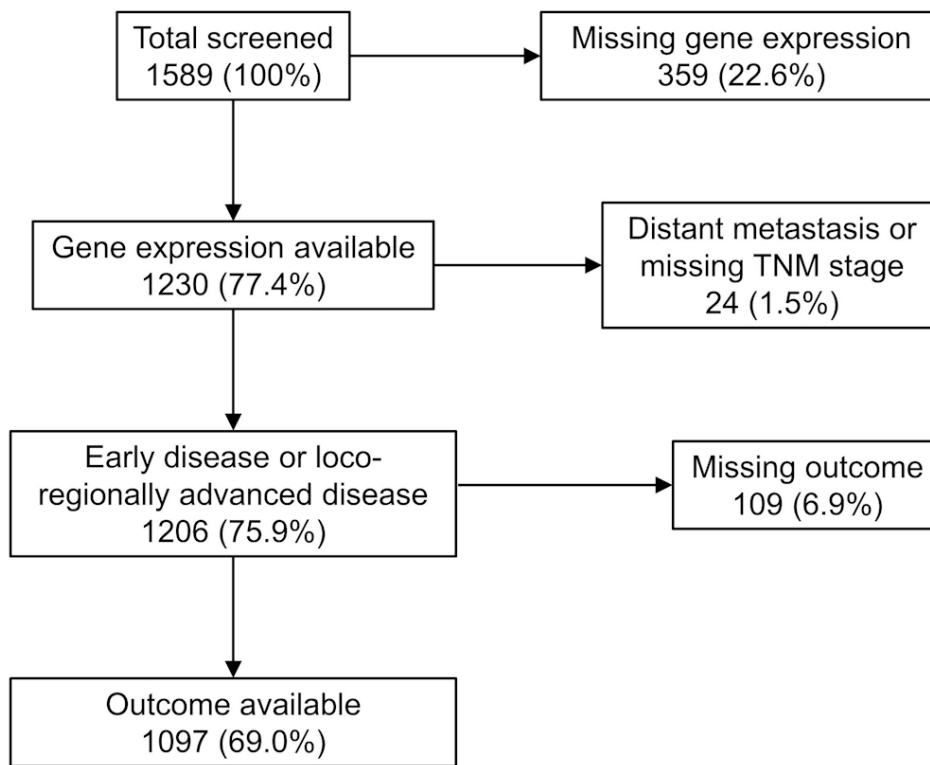 Total screened
1589 (100%)
Missing gene expression
359 (22.6%)
Gene expression available
1230 (77.4%)
Distant metastasis or
missing TNM stage
24 (1.5%)
Early disease or loco-
regionally advanced disease
1206 (75.9%)
Missing outcome
109 (6.9%)
Outcome available
1097 (69.0%)